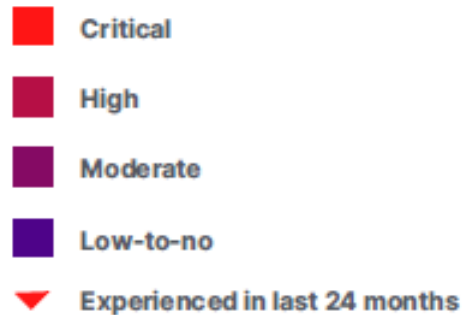 Critical
High
Moderate
Low-to-no
Experienced in last 24 months